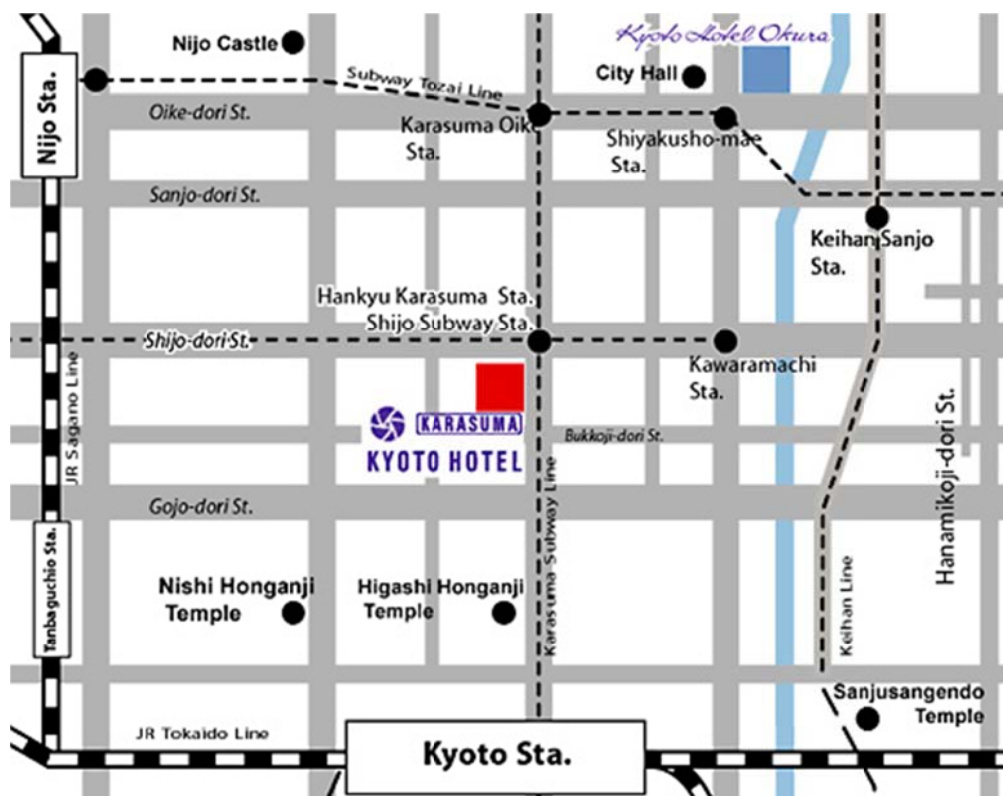 Kyoto Hotel Okura
Nijo Castle
City Hall
Nijo Sta.
Subway Tozai Line
Oike-dori St.
Karasuma Oike
Sta.
Shiyakusho-mae
Sta.
Sanjo-dori St.
Keihan Sanjo
Sta.
Hankyu Karasuma Sta.
Shijo Subway Sta.
Shijo-dori St.
Kawaramachi
Sta.
JR Sagano Line
KARASUMA
KYOTO HOTEL
Bukkoji-dori St.
Hanamikoji-dori St.
Gojo-dori St.
Karasuma Subway Line
Tanbaguchio Sta.
Nishi Honganji
Temple
Higashi Honganji
Temple
Keihan Line
Sanjusangendo
Temple
JR Tokaido Line
Kyoto Sta.